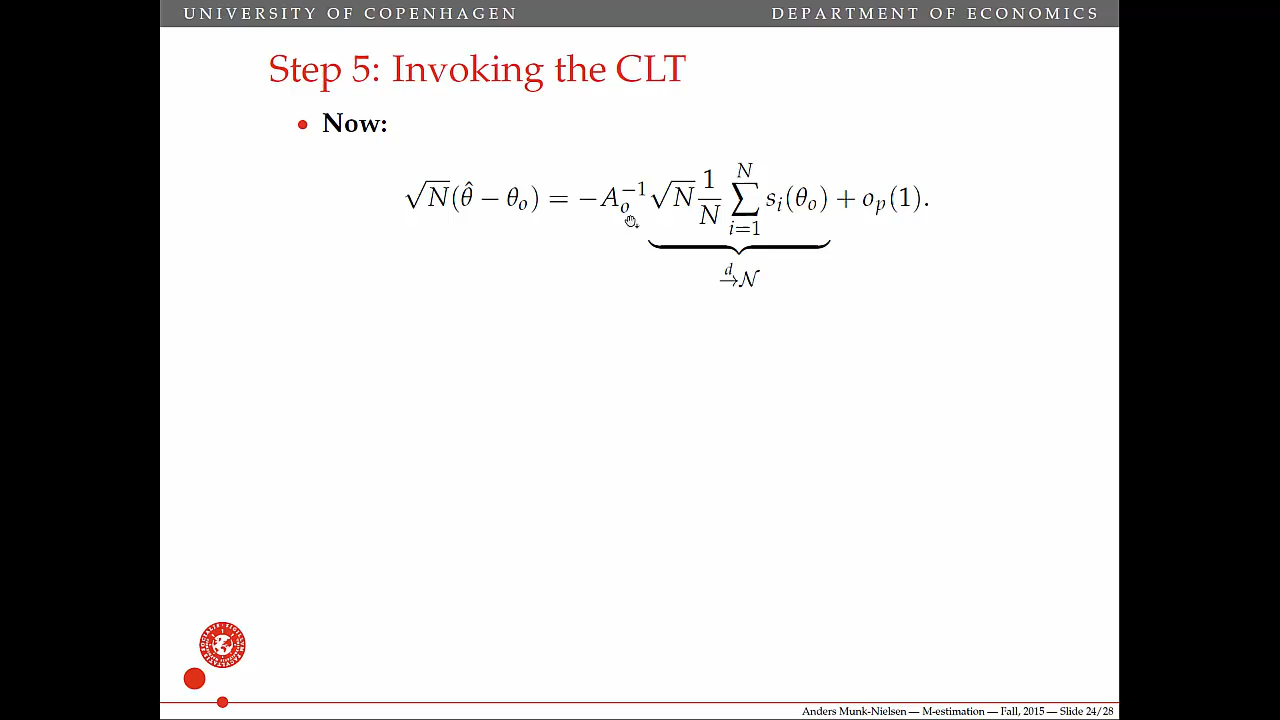 UNIVERSITY OF COPENHAGEN DEPARTMENT OF ECONOMICS
Step 5: Invoking the CLT
• Now:
√N(θ̂ − θₒ) = −Aₒ⁻¹ √N 1/N ∑ᵢ₌₁ᴺ sᵢ(θₒ) + oₚ(1).
→ᵈ 𝒩
Anders Munk-Nielsen — M-estimation — Fall, 2015 — Slide 24/28